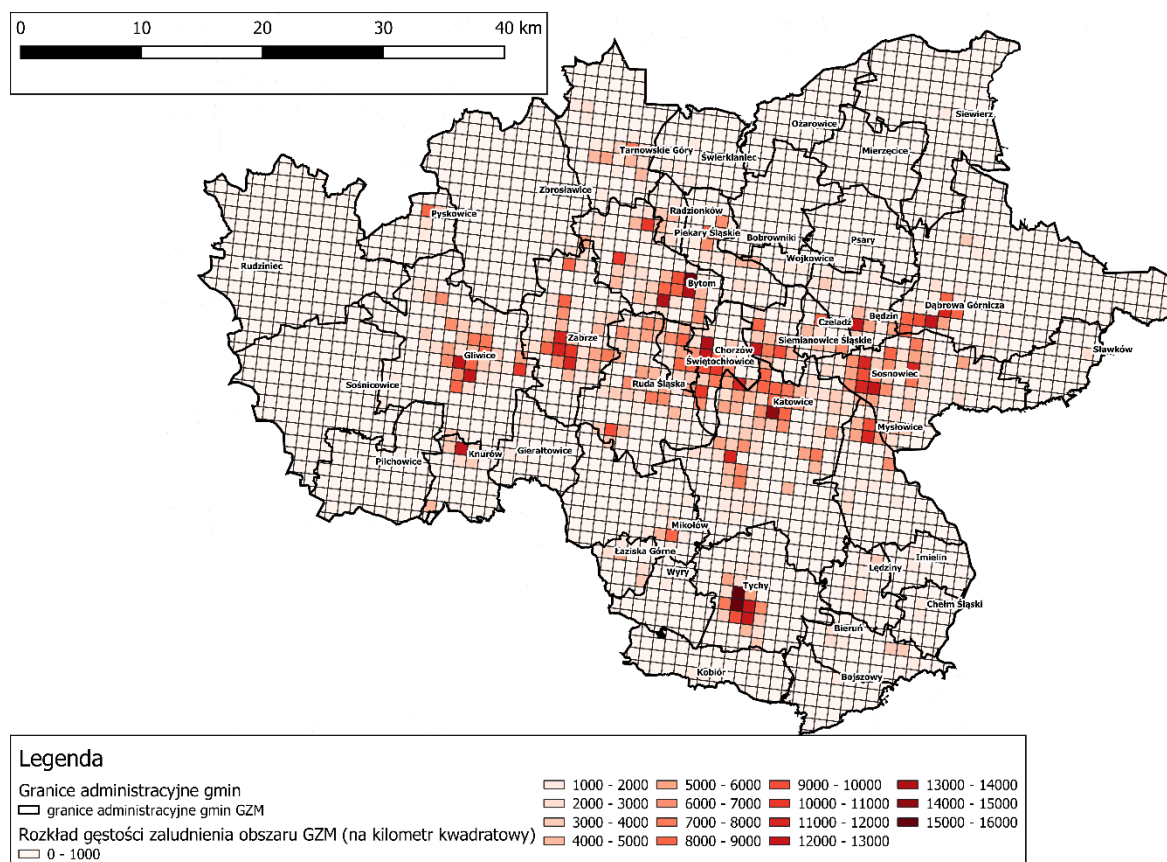 0 10 20 30 40 km
Ożarowice
Siewierz
Mierzęcice
Tarnowskie Góry
Świerklaniec
Zbrosławice
Pyskowice
Radzionków
Piekary Śląskie
Bobrowniki
Psary
Wojkowice
Rudziniec
Bytom
Dąbrowa Górnicza
Będzin
Czeladź
Siemianowice Śląskie
Zabrze
Chorzów
Świętochłowice
Sławków
Gliwice
Sosnowiec
Sośnicowice
Ruda Śląska
Katowice
Mysłowice
Pilchowice
Knurów
Gierałtowice
Mikołów
Łaziska Górne
Wyry
Tychy
Imielin
Lędziny
Chełm Śląski
Bieruń
Kobiór
Bojszowy
Legenda
Granice administracyjne gmin
granice administracyjne gmin GZM
Rozkład gęstości zaludnienia obszaru GZM (na kilometr kwadratowy)
0 - 1000
1000 - 2000
2000 - 3000
3000 - 4000
4000 - 5000
5000 - 6000
6000 - 7000
7000 - 8000
8000 - 9000
9000 - 10000
10000 - 11000
11000 - 12000
12000 - 13000
13000 - 14000
14000 - 15000
15000 - 16000